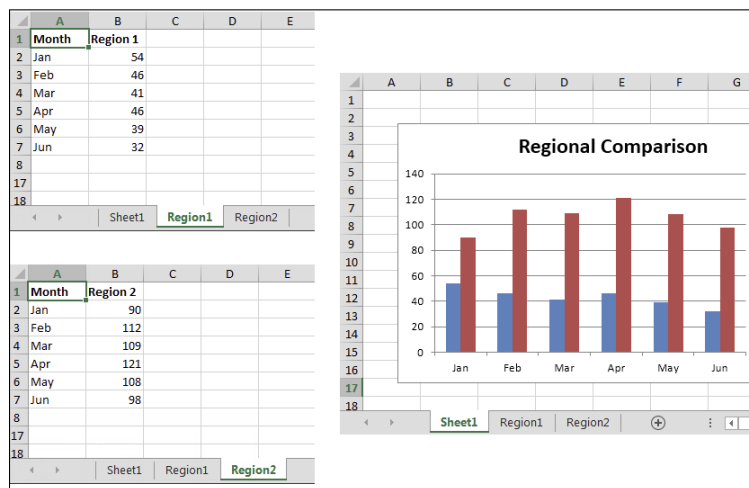 A B C D E
1 Month Region 1
2 Jan 54
3 Feb 46
4 Mar 41
5 Apr 46
6 May 39
7 Jun 32
8
17
18
Sheet1 Region1 Region2
A B C D E
1 Month Region 2
2 Jan 90
3 Feb 112
4 Mar 109
5 Apr 121
6 May 108
7 Jun 98
8
17
18
Sheet1 Region1 Region2
A B C D E F G
1
2
3
4
5
6
7
8
9
10
11
12
13
14
15
16
17
18
Regional Comparison
140
120
100
80
60
40
20
0
Jan Feb Mar Apr May Jun
Sheet1 Region1 Region2